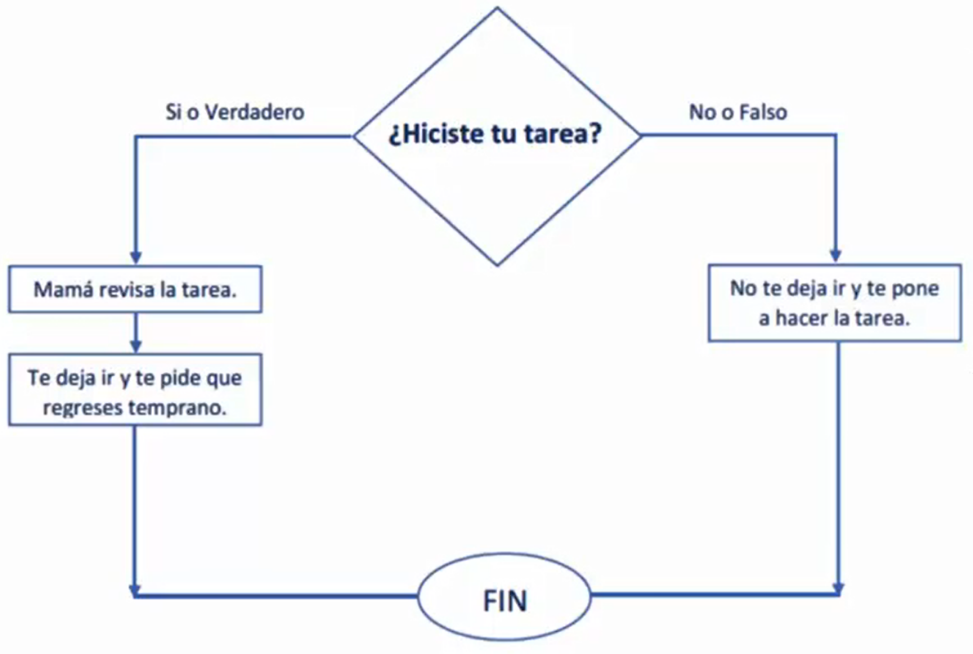 Si o Verdadero
¿Hiciste tu tarea?
No o Falso
Mamá revisa la tarea.
Te deja ir y te pide que
regreses temprano.
No te deja ir y te pone
a hacer la tarea.
FIN